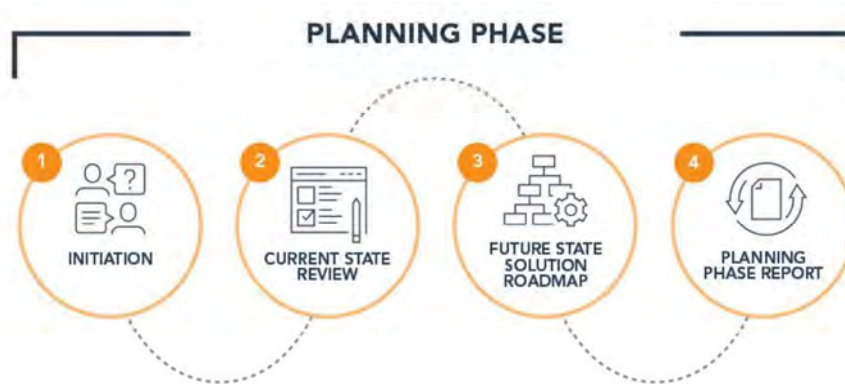 PLANNING PHASE
1
INITIATION
2
CURRENT STATE
REVIEW
3
FUTURE STATE
SOLUTION
ROADMAP
4
PLANNING
PHASE REPORT
?